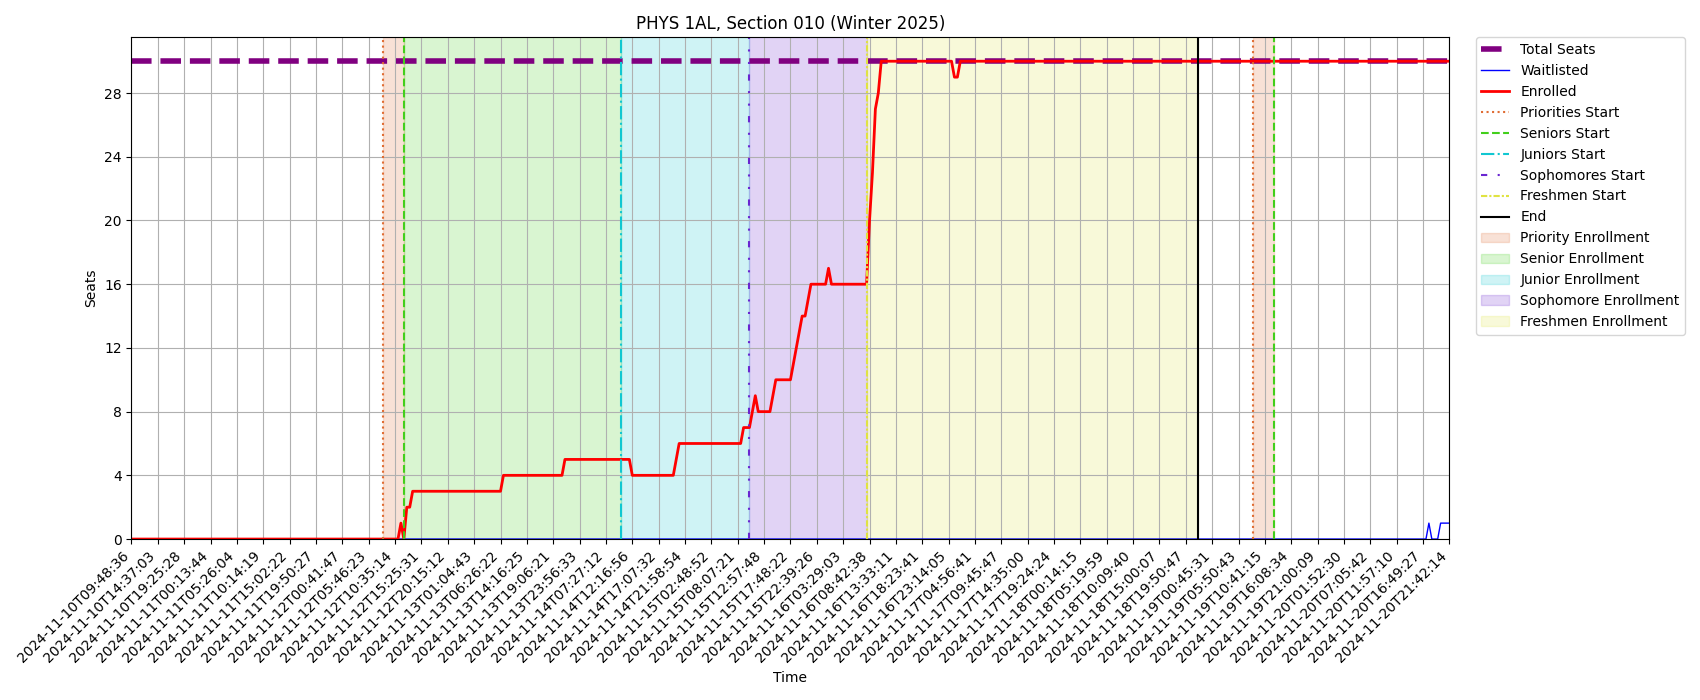 PHYS 1AL, Section 010 (Winter 2025)
Total Seats
Waitlisted
Enrolled
Priorities Start
Seniors Start
Juniors Start
Sophomores Start
Freshmen Start
End
Priority Enrollment
Senior Enrollment
Junior Enrollment
Sophomore Enrollment
Freshmen Enrollment
Seats
28
24
20
16
12
8
4
0
2024-11-10T09:48:36
2024-11-10T14:37:03
2024-11-10T19:25:28
2024-11-11T00:13:44
2024-11-11T05:26:04
2024-11-11T10:14:19
2024-11-11T15:02:22
2024-11-11T19:50:27
2024-11-12T00:41:47
2024-11-12T05:46:23
2024-11-12T10:35:14
2024-11-12T15:25:31
2024-11-12T20:15:12
2024-11-13T01:04:43
2024-11-13T06:26:22
2024-11-13T14:16:25
2024-11-13T19:06:21
2024-11-13T23:56:33
2024-11-14T07:27:12
2024-11-14T12:16:56
2024-11-14T17:07:32
2024-11-14T21:58:54
2024-11-15T02:48:52
2024-11-15T08:07:21
2024-11-15T12:57:48
2024-11-15T17:48:22
2024-11-15T22:39:26
2024-11-16T03:29:03
2024-11-16T08:42:38
2024-11-16T13:33:11
2024-11-16T18:23:41
2024-11-16T23:14:05
2024-11-17T04:56:41
2024-11-17T09:45:47
2024-11-17T14:35:00
2024-11-17T19:24:24
2024-11-18T00:14:15
2024-11-18T05:19:59
2024-11-18T10:09:40
2024-11-18T15:00:07
2024-11-18T19:50:47
2024-11-19T00:45:31
2024-11-19T05:50:43
2024-11-19T10:41:15
2024-11-19T16:08:34
2024-11-19T21:00:09
2024-11-20T01:52:30
2024-11-20T07:05:42
2024-11-20T11:57:10
2024-11-20T16:49:27
2024-11-20T21:42:14
Time